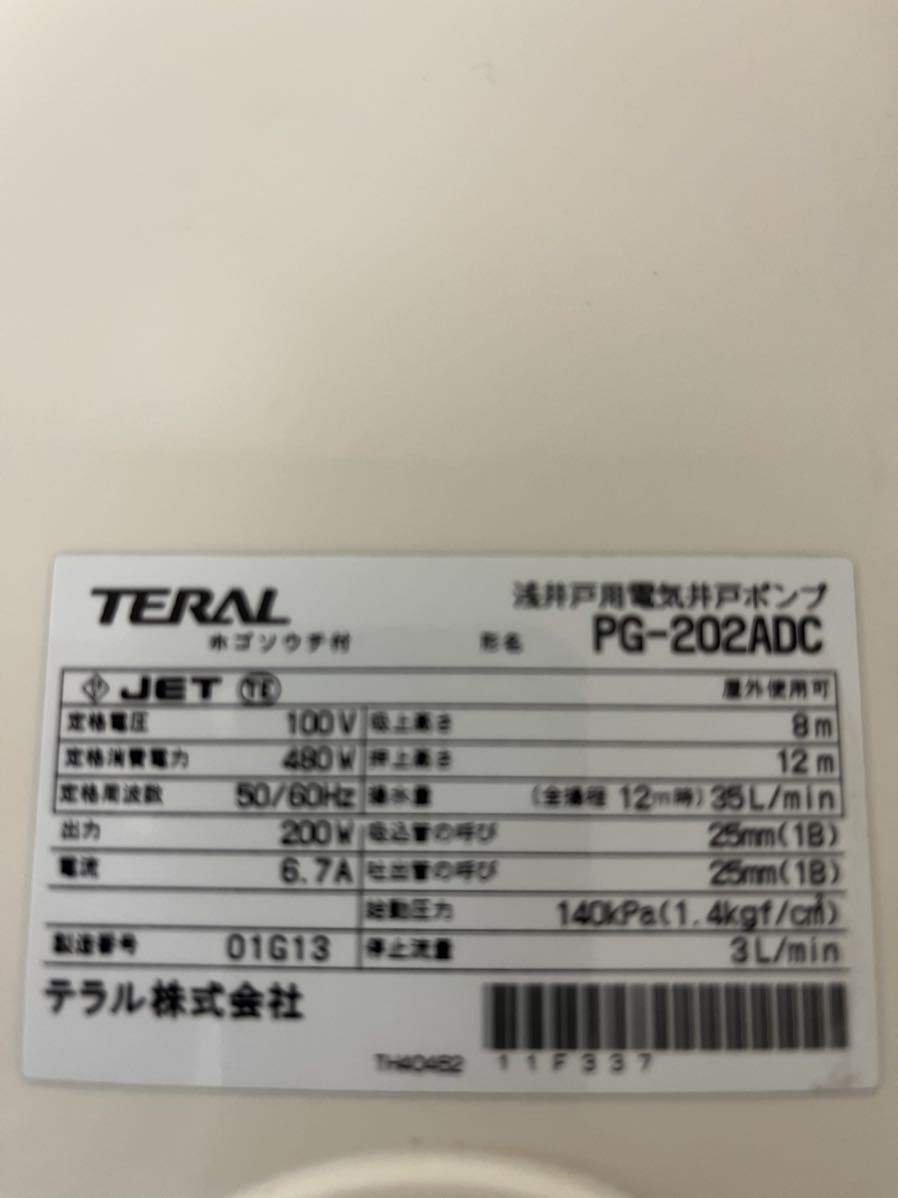 TERAL 浅井戸用電気井戸ポンプ
ホゴソウチ付 形名 PG-202ADC
JET TE 屋外使用可
定格電圧 100V 吸上高さ 8m
定格消費電力 480W 押上高さ 12m
定格周波数 50/60Hz 揚水量 (全揚程 12m時) 35L/min
出力 200W 吸込管の呼び 25mm(1B)
電流 6.7A 吐出管の呼び 25mm(1B)
始動圧力 140kPa(1.4kgf/c㎡)
製造番号 01G13 停止流量 3L/min
テラル株式会社
TH40482 11F337